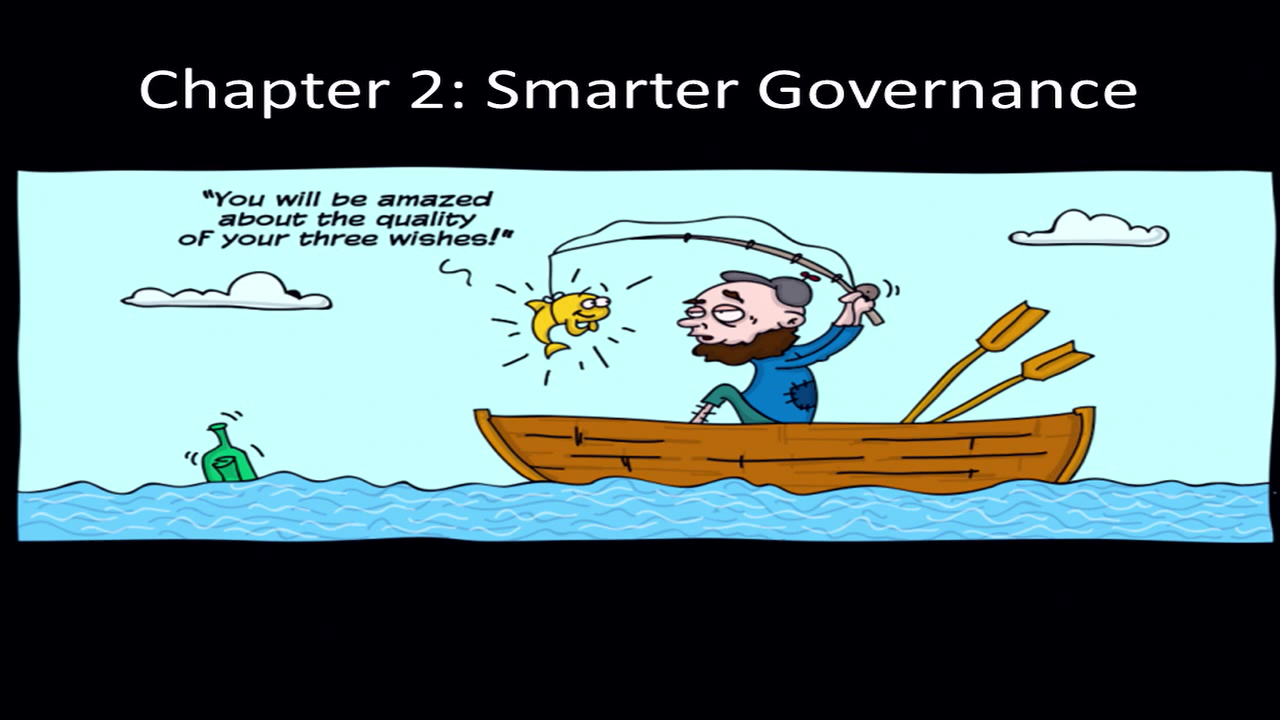 Chapter 2: Smarter Governance
"You will be amazed
about the quality
of your three wishes!"